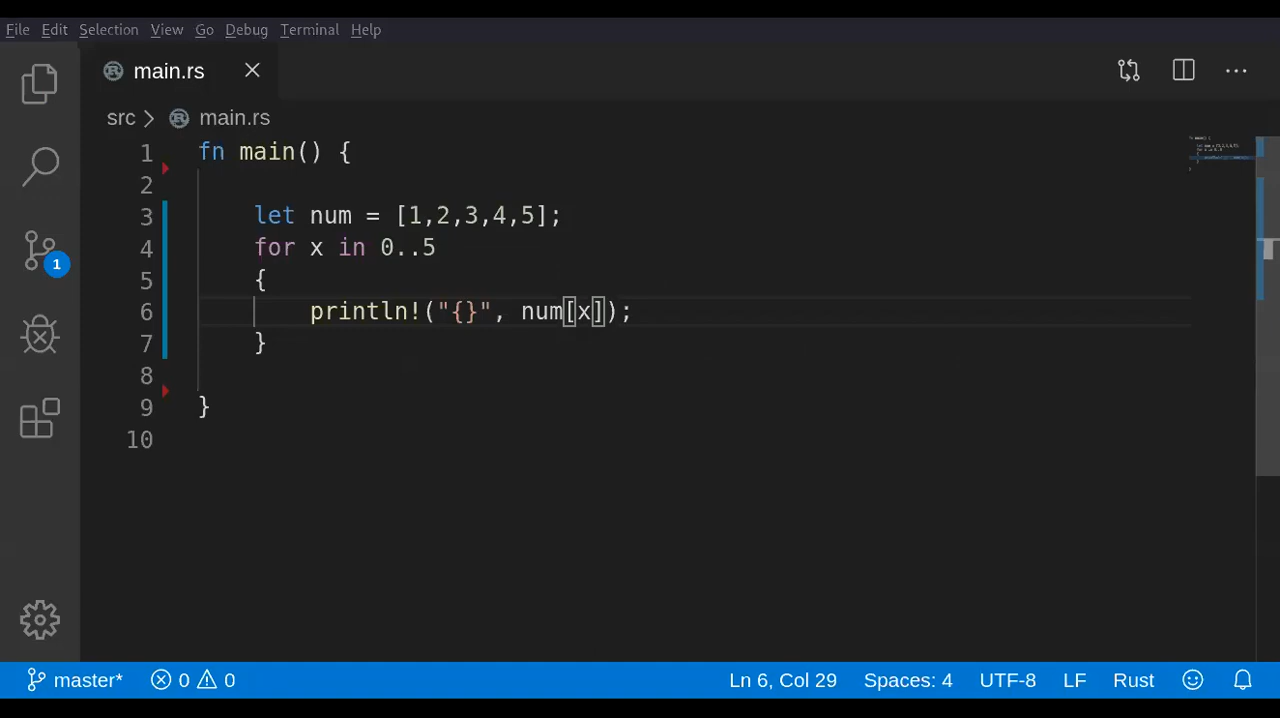 File Edit Selection View Go Debug Terminal Help
main.rs
src > main.rs
1 fn main() {
2
3 let num = [1,2,3,4,5];
4 for x in 0..5
5 {
6 println!("{}", num[x]);
7 }
8
9 }
10
1
master* 0 0 Ln 6, Col 29 Spaces: 4 UTF-8 LF Rust